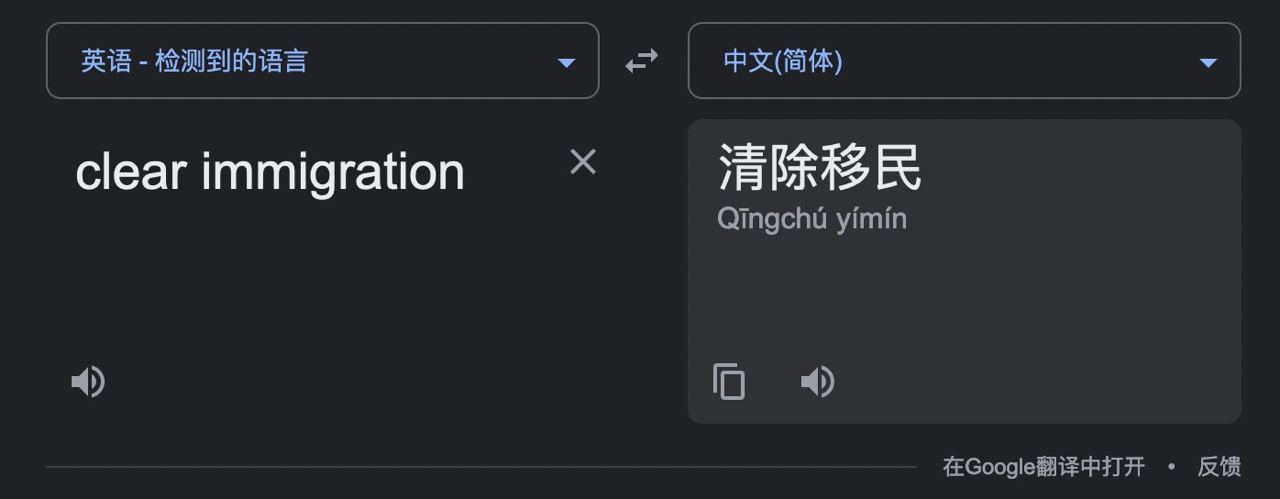 英语 - 检测到的语言
中文(简体)
clear immigration
清除移民
Qīngchú yímín
在Google翻译中打开 • 反馈